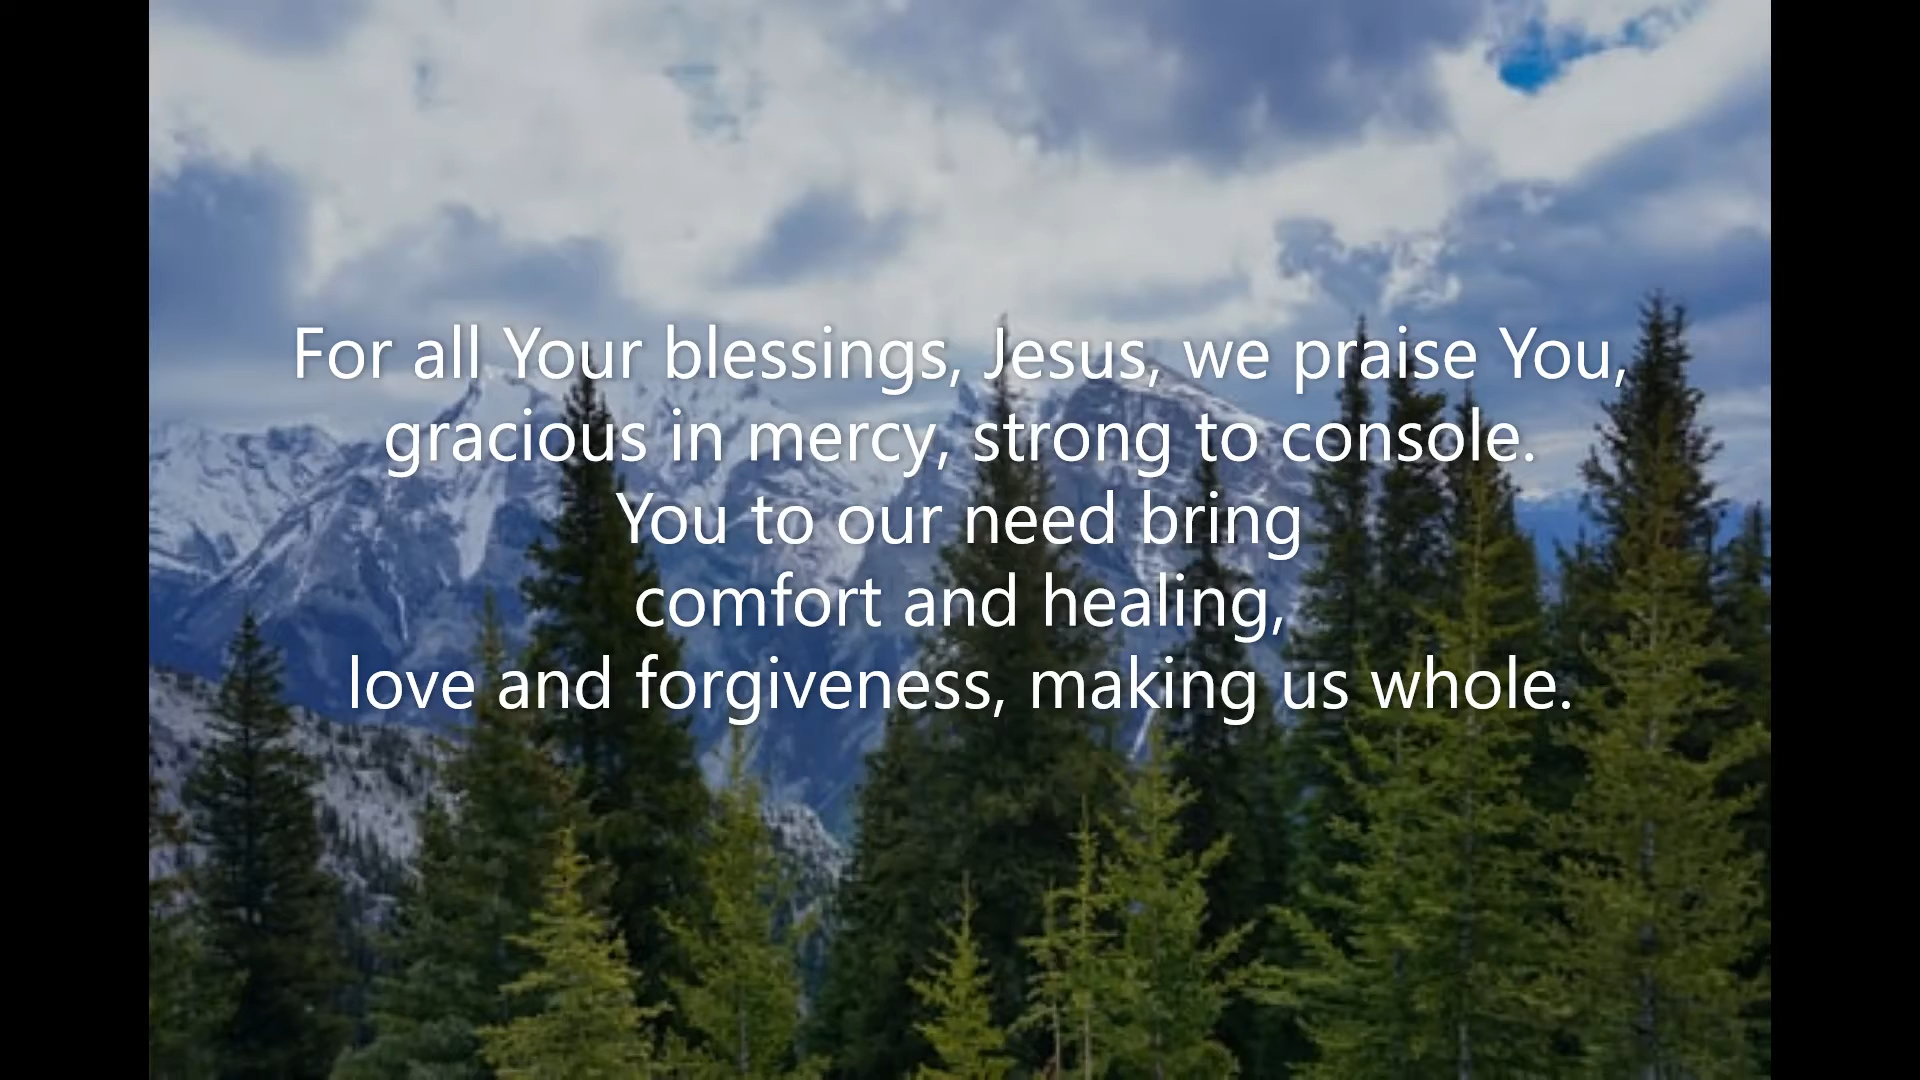 For all Your blessings, Jesus, we praise You,
gracious in mercy, strong to console.
You to our need bring
comfort and healing,
love and forgiveness, making us whole.